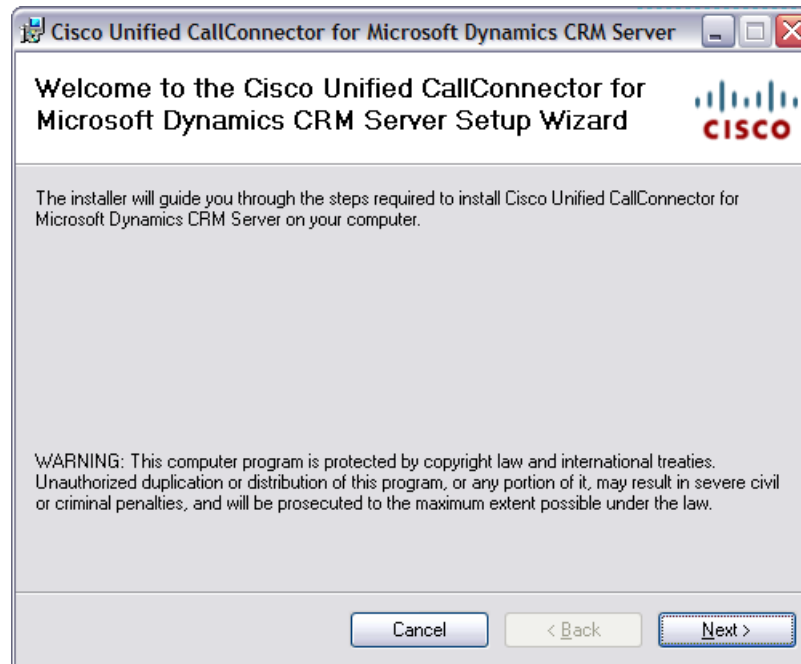 Cisco Unified CallConnector for Microsoft Dynamics CRM Server
Welcome to the Cisco Unified CallConnector for
Microsoft Dynamics CRM Server Setup Wizard
CISCO
The installer will guide you through the steps required to install Cisco Unified CallConnector for
Microsoft Dynamics CRM Server on your computer.
WARNING: This computer program is protected by copyright law and international treaties.
Unauthorized duplication or distribution of this program, or any portion of it, may result in severe civil
or criminal penalties, and will be prosecuted to the maximum extent possible under the law.
Cancel
< Back
Next >